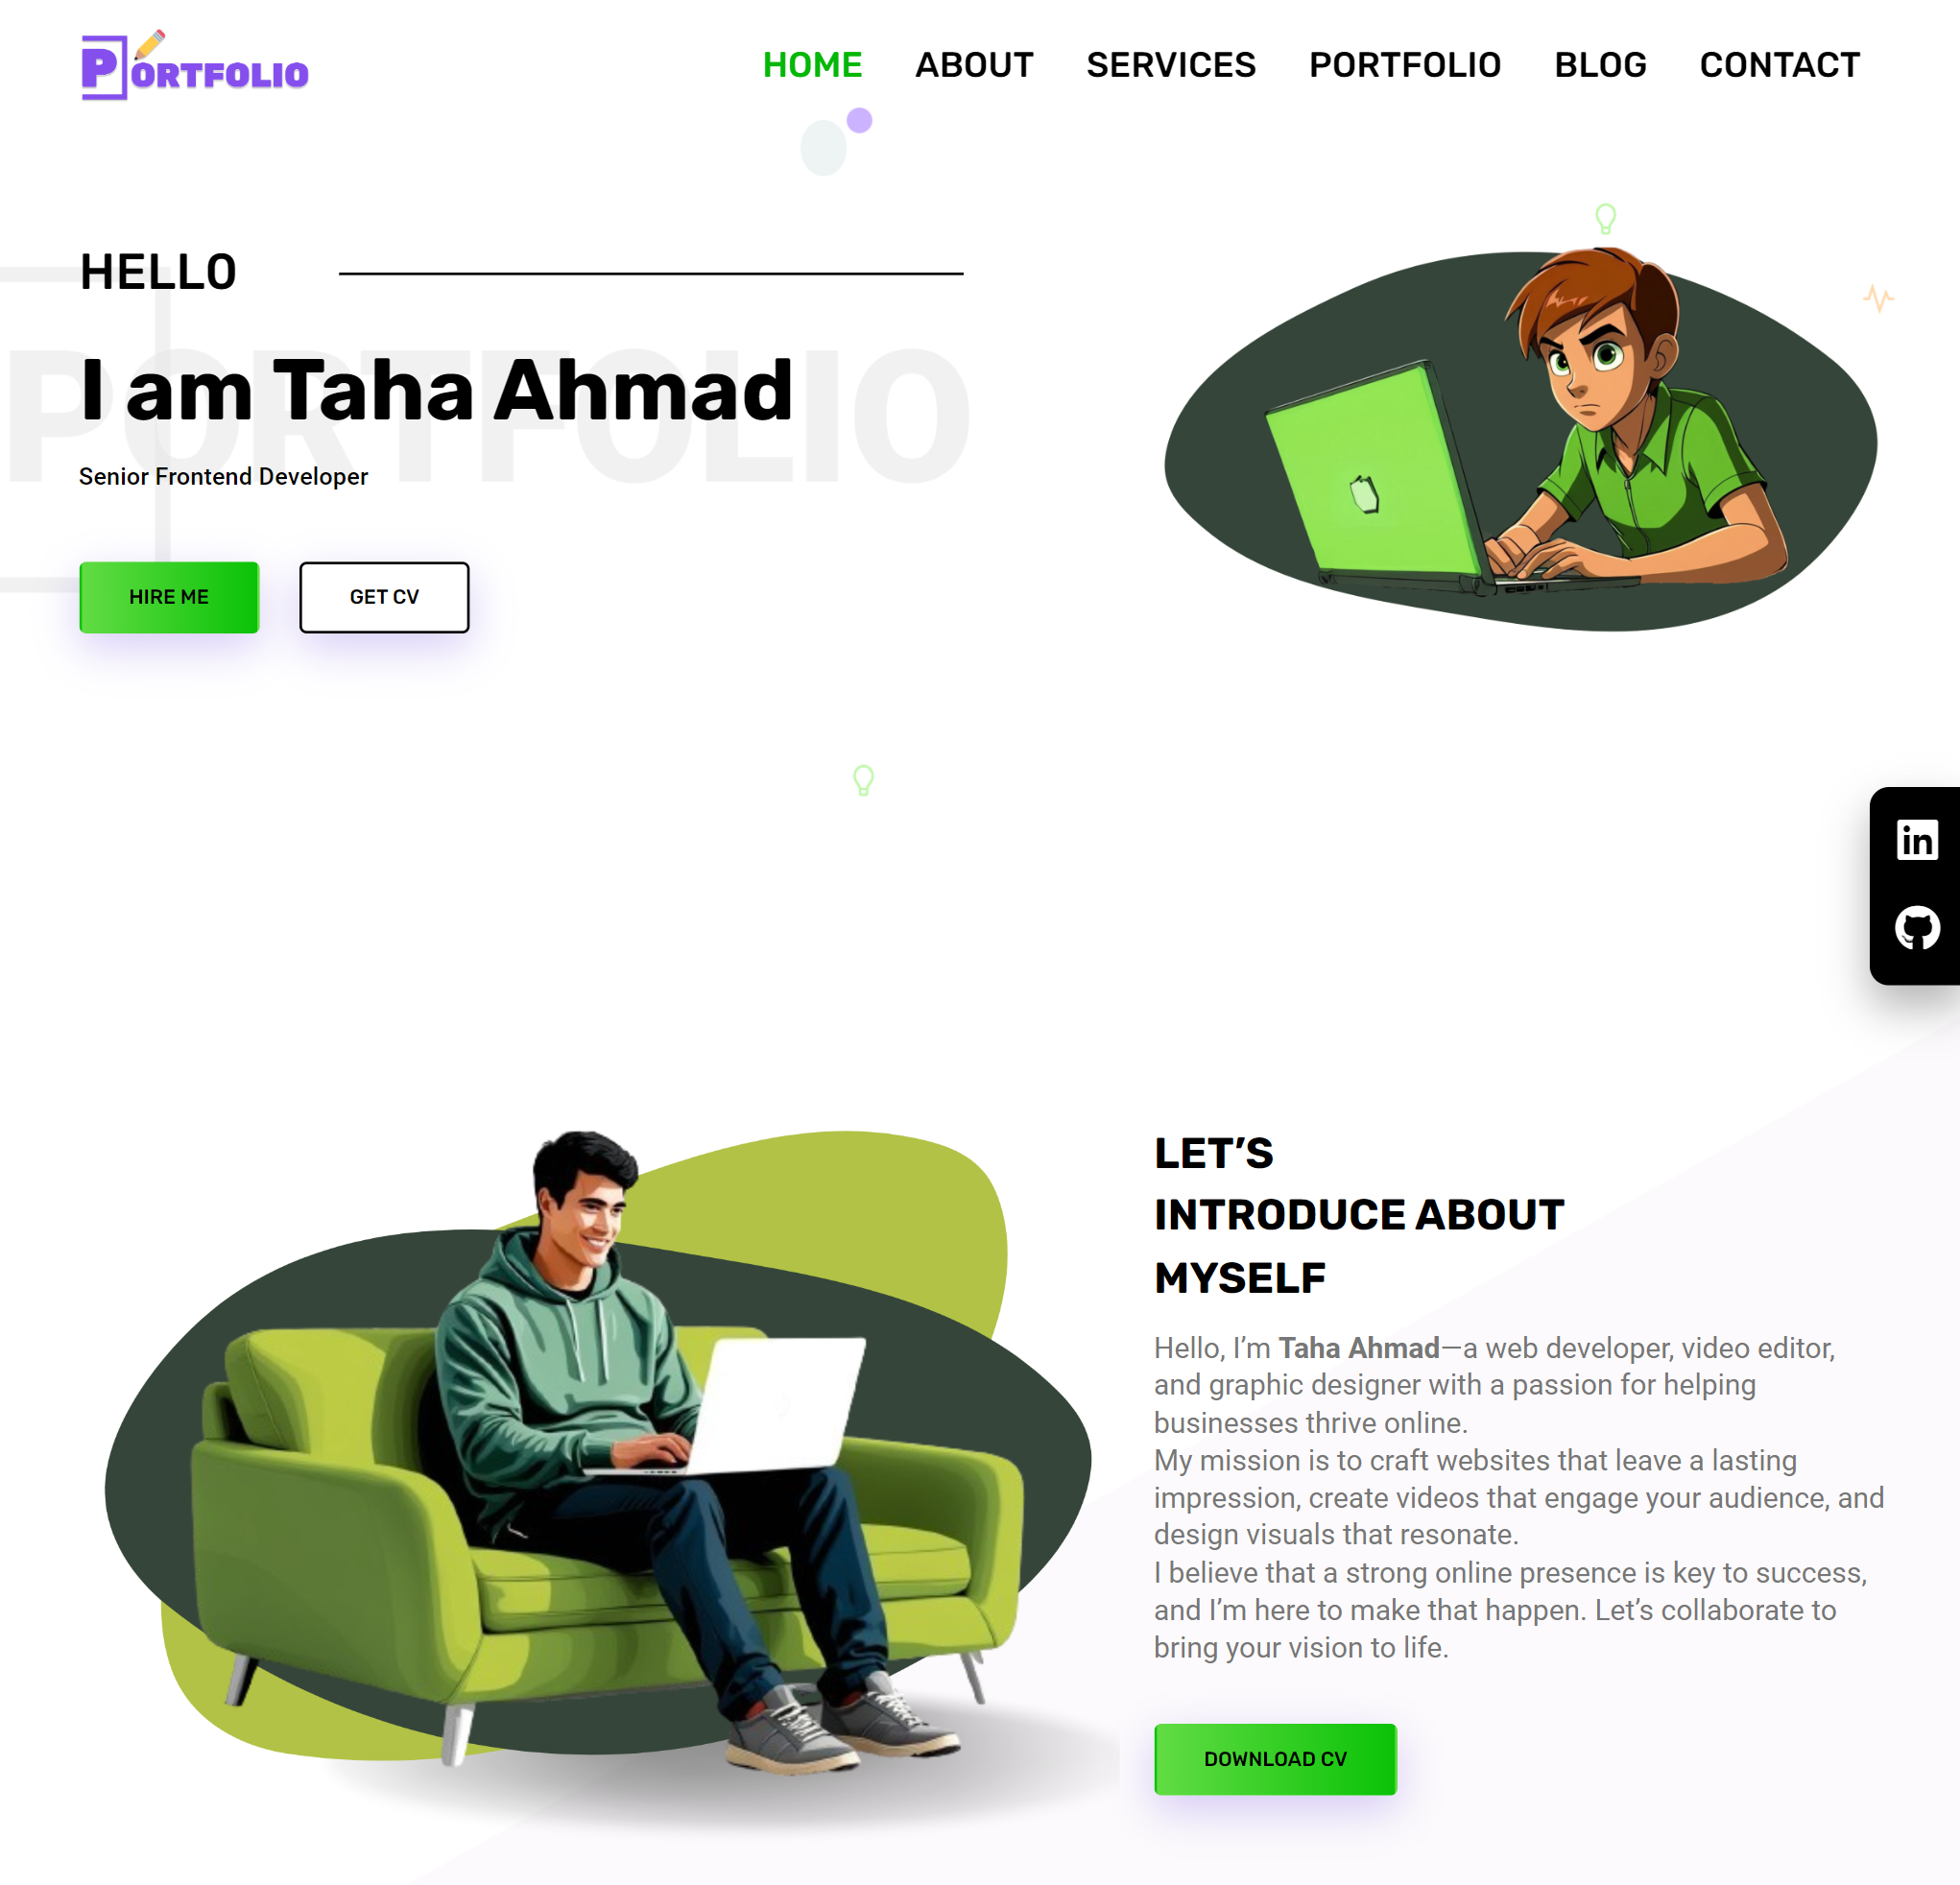 PORTFOLIO
HOME ABOUT SERVICES PORTFOLIO BLOG CONTACT
HELLO
PORTFOLIO
I am Taha Ahmad
Senior Frontend Developer
HIRE ME GET CV
in
LET’S
INTRODUCE ABOUT
MYSELF
Hello, I’m Taha Ahmad—a web developer, video editor,
and graphic designer with a passion for helping
businesses thrive online.
My mission is to craft websites that leave a lasting
impression, create videos that engage your audience, and
design visuals that resonate.
I believe that a strong online presence is key to success,
and I’m here to make that happen. Let’s collaborate to
bring your vision to life.
DOWNLOAD CV